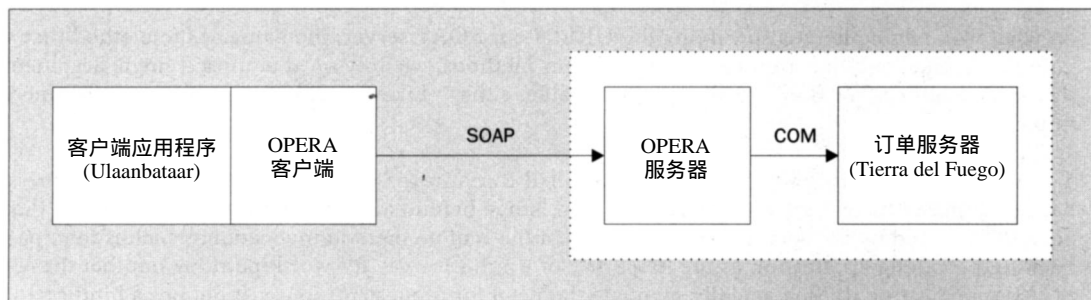 客户端应用程序
(Ulaanbataar)
OPERA
客户端
SOAP
OPERA
服务器
COM
订单服务器
(Tierra del Fuego)